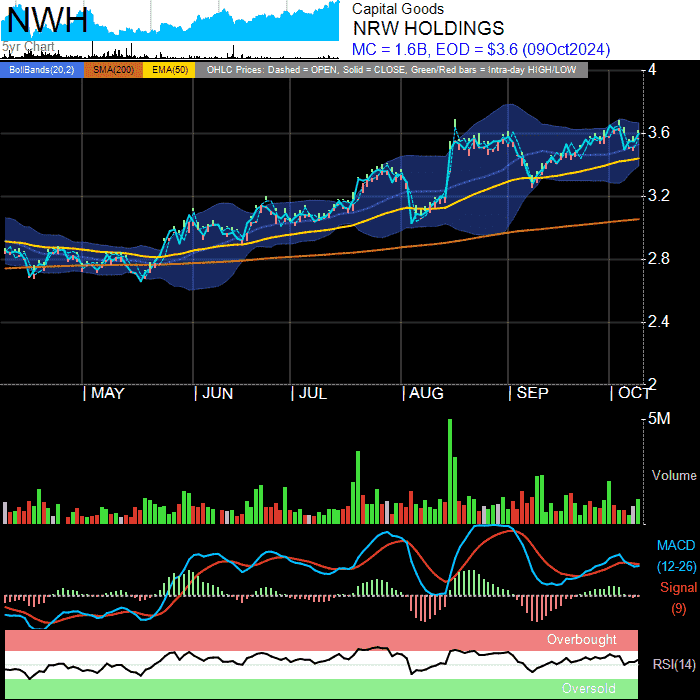 NWH
5yr Chart
Capital Goods
NRW HOLDINGS
MC = 1.6B, EOD = $3.6 (09Oct2024)
BollBands(20,2) SMA(200) EMA(50) OHLC Prices: Dashed = OPEN, Solid = CLOSE, Green/Red bars = Intra-day HIGH/LOW
4
3.6
3.2
2.8
2.4
2
MAY JUN JUL AUG SEP OCT
5M
Volume
MACD
(12-26)
Signal
(9)
Overbought
RSI(14)
Oversold